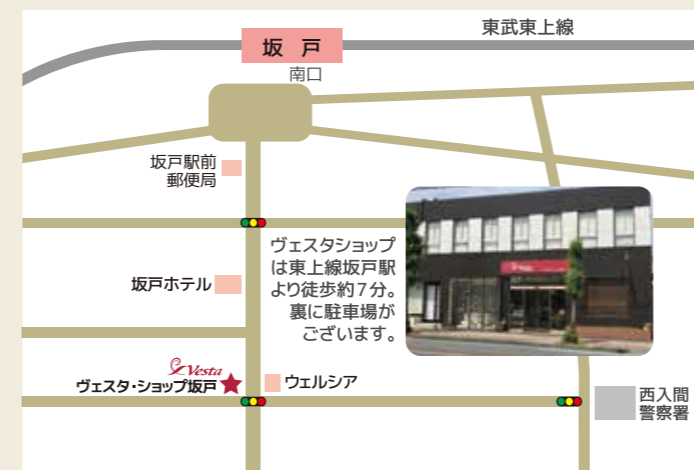 東武東上線
坂 戸
南口
坂戸駅前
郵便局
ヴェスタショップ
は東上線坂戸駅
より徒歩約7分。
裏に駐車場が
ございます。
坂戸ホテル
Vesta
ヴェスタ・ショップ坂戸
ウェルシア
西入間
警察署